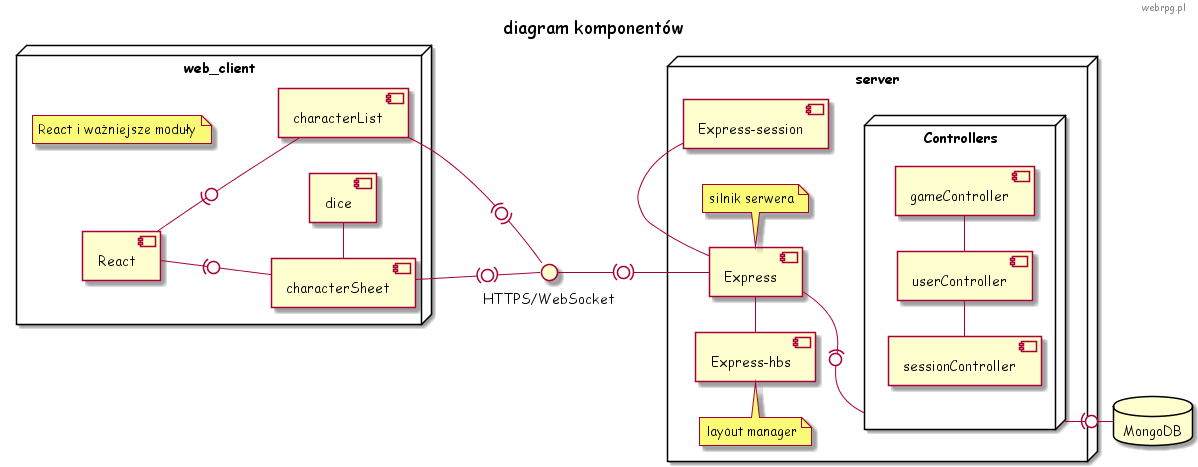 webrpg.pl
diagram komponentów
web_client
React i ważniejsze moduły
characterList
dice
React
characterSheet
HTTPS/WebSocket
server
Express-session
silnik serwera
Express
Express-hbs
layout manager
Controllers
gameController
userController
sessionController
MongoDB